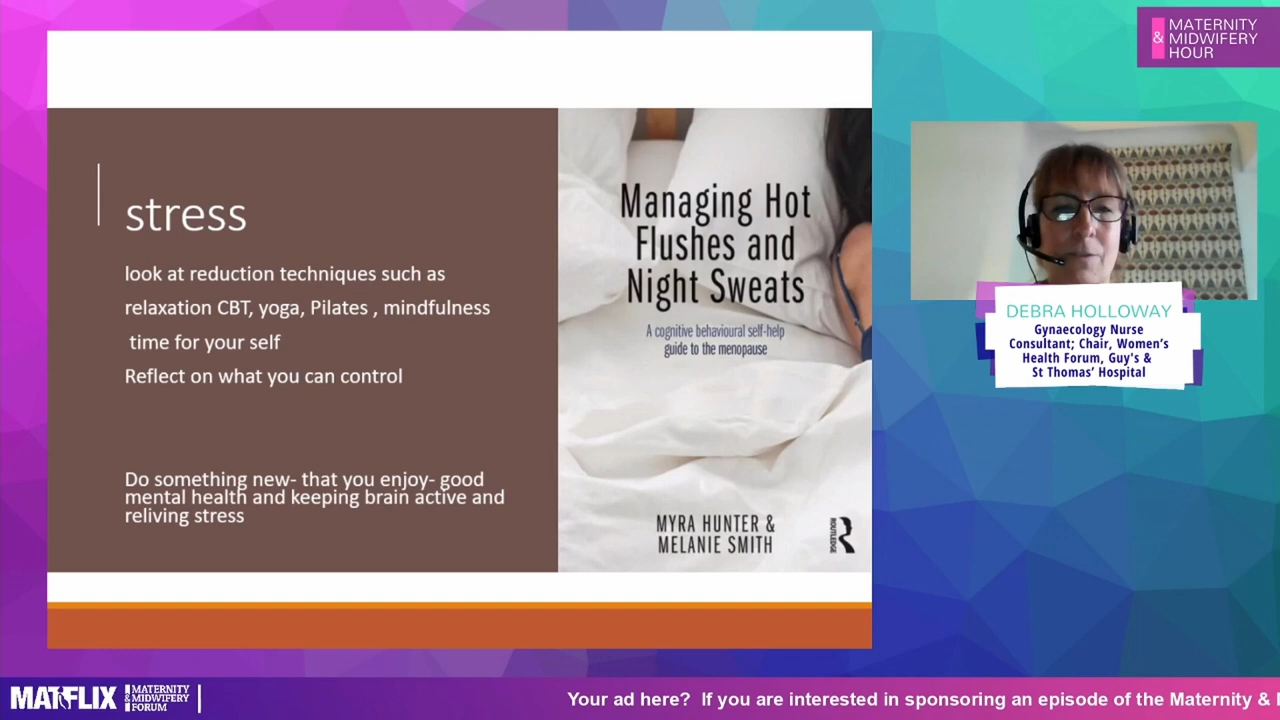 MATERNITY
& MIDWIFERY
HOUR
stress
look at reduction techniques such as
relaxation CBT, yoga, Pilates , mindfulness
time for your self
Reflect on what you can control
Do something new- that you enjoy- good
mental health and keeping brain active and
reliving stress
Managing Hot
Flushes and
Night Sweats
A cognitive behavioural self-help
guide to the menopause
MYRA HUNTER &
MELANIE SMITH
ROUTLEDGE
DEBRA HOLLOWAY
Gynaecology Nurse
Consultant; Chair, Women's
Health Forum, Guy's &
St Thomas' Hospital
MATFLIX
MATERNITY
& MIDWIFERY
FORUM
Your ad here? If you are interested in sponsoring an episode of the Maternity &